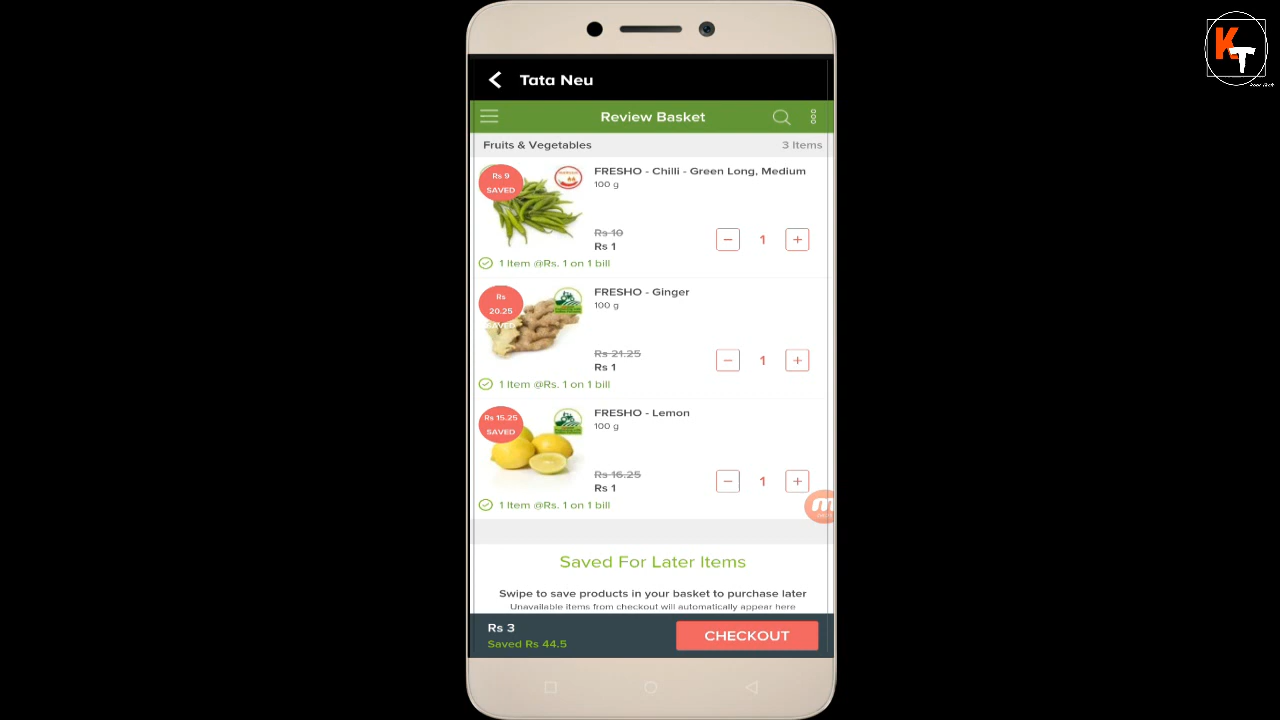 KT
Tata Neu
Review Basket
Fruits & Vegetables 3 Items
Rs 9
SAVED
FRESHO - Chilli - Green Long, Medium
100 g
Rs 10
Rs 1
1
1 Item @Rs. 1 on 1 bill
Rs
20.25
SAVED
FRESHO - Ginger
100 g
Rs 21.25
Rs 1
1
1 Item @Rs. 1 on 1 bill
Rs 15.25
SAVED
FRESHO - Lemon
100 g
Rs 16.25
Rs 1
1
1 Item @Rs. 1 on 1 bill
Saved For Later Items
Swipe to save products in your basket to purchase later
Unavailable items from checkout will automatically appear here
Rs 3
Saved Rs 44.5
CHECKOUT